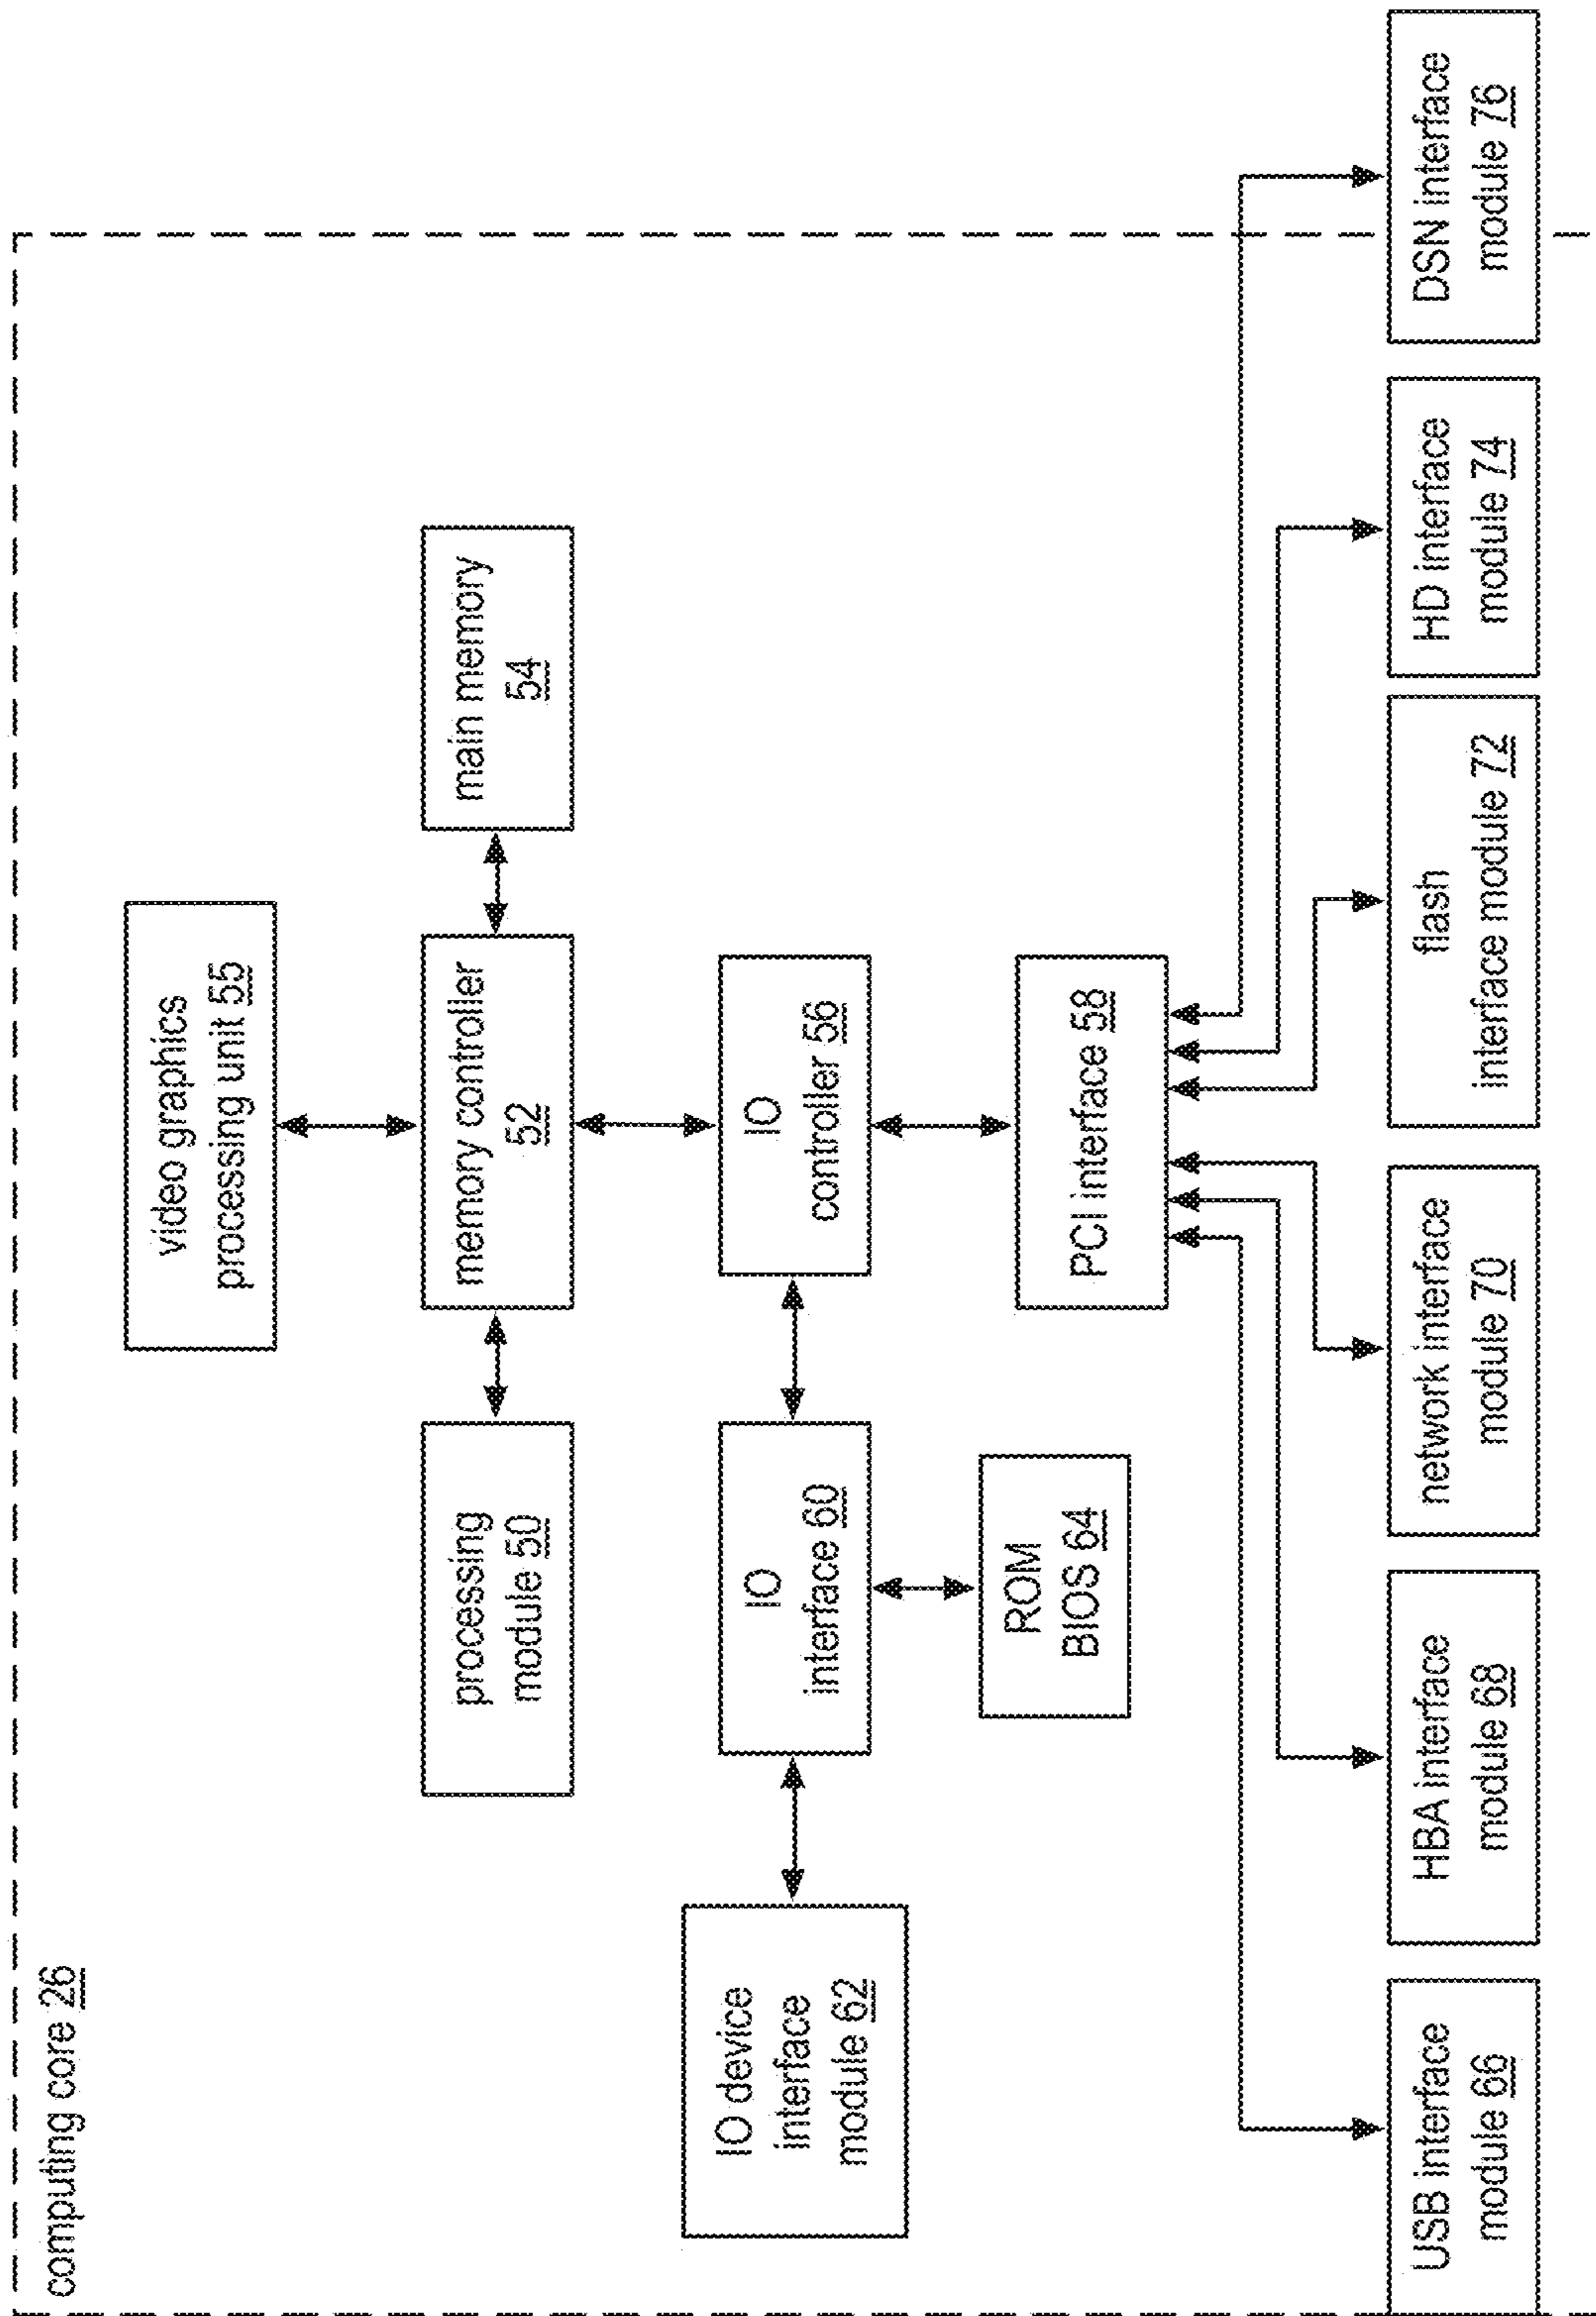 computing core 26
video graphics
processing unit 55
processing
module 50
memory controller
52
main memory
54
IO device
interface
module 62
IO
interface 60
IO
controller 56
ROM
BIOS 64
PCI interface 58
USB interface
module 66
HBA interface
module 68
network interface
module 70
flash
interface module 72
HD interface
module 74
DSN interface
module 76